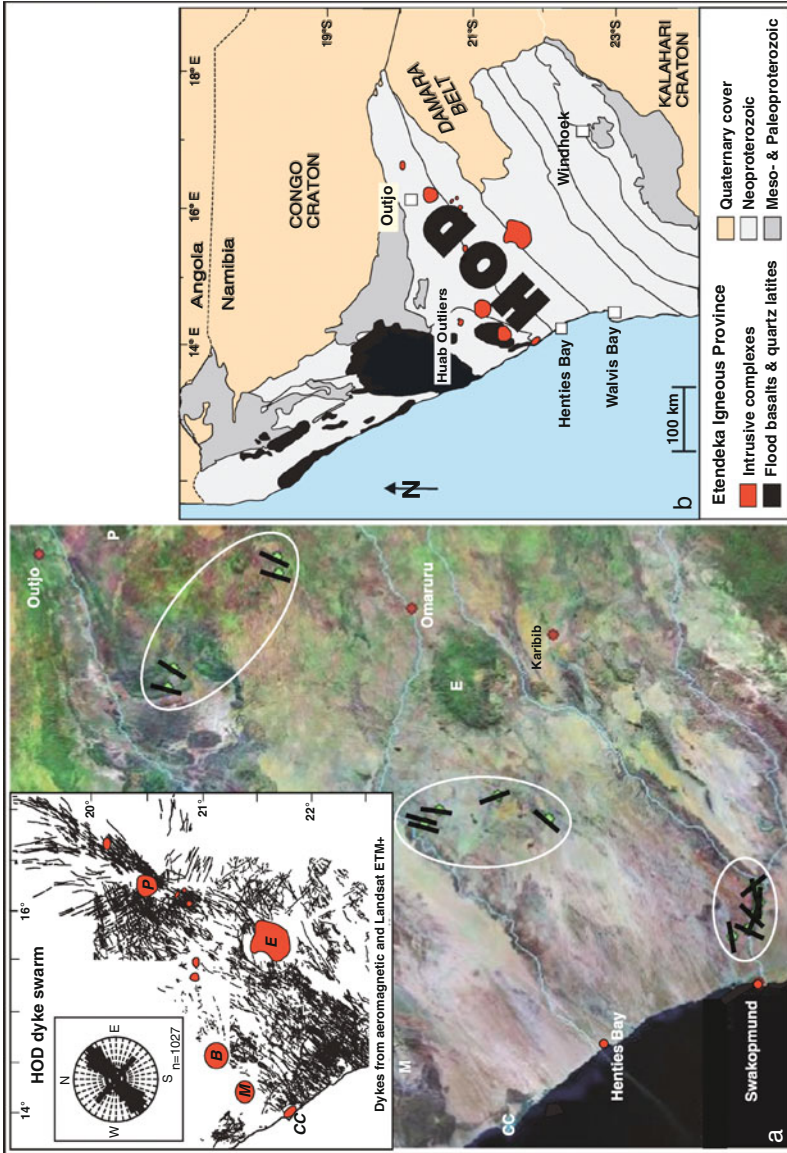 HOD dyke swarm
14°
16°
20°
21°
22°
N
E
S
W
n=1027
P
E
B
M
CC
Dykes from aeromagnetic and Landsat ETM+
Outjo
P
Omaruru
E
Karibib
M
CC
Henties Bay
Swakopmund
a
14° E
16° E
18° E
19°S
21°S
23°S
Angola
Namibia
CONGO
CRATON
Outjo
Huab Outliers
HOD
DAMARA
BELT
Windhoek
KALAHARI
CRATON
Henties Bay
Walvis Bay
N
100 km
b
Etendeka Igneous Province
Intrusive complexes
Flood basalts & quartz latites
Quaternary cover
Neoproterozoic
Meso- & Paleoproterozoic